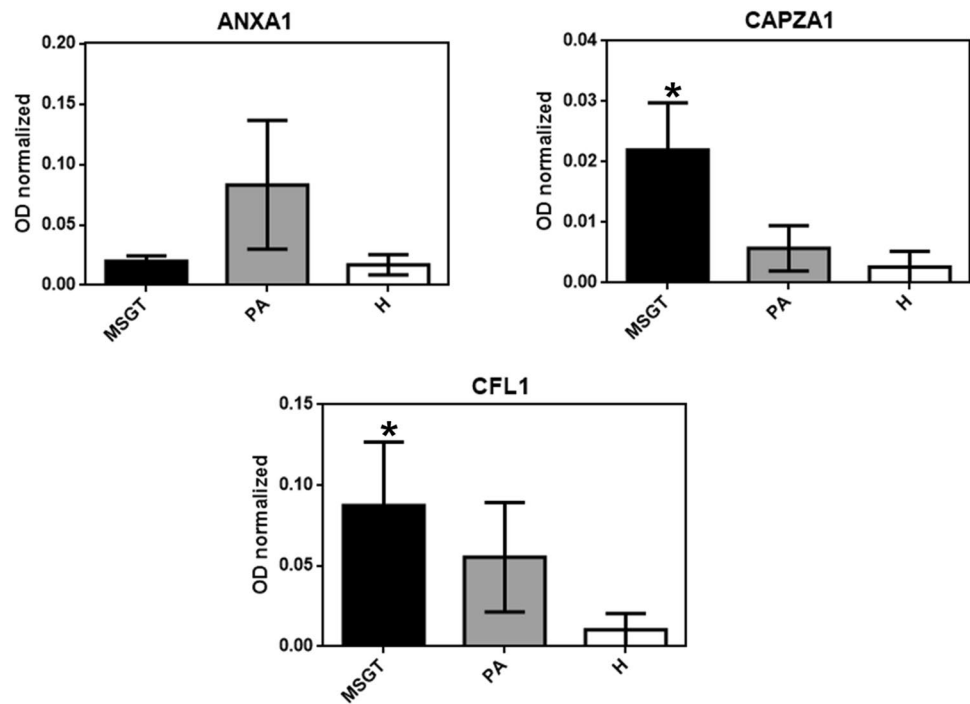 ANXA1
OD normalized
0.20
0.15
0.10
0.05
0.00
MSGT
PA
H
CAPZA1
OD normalized
0.04
0.03
0.02
0.01
0.00
*
MSGT
PA
H
CFL1
OD normalized
0.15
0.10
0.05
0.00
*
MSGT
PA
H